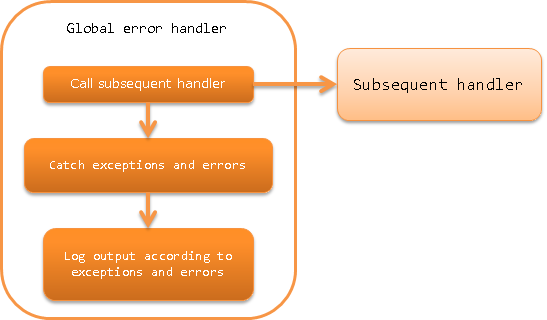 Global error handler
Call subsequent handler
Subsequent handler
Catch exceptions and errors
Log output according to
exceptions and errors